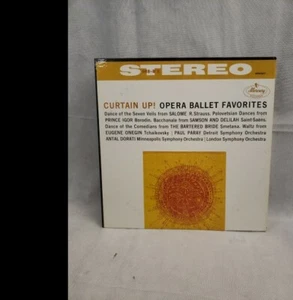 STEREO
Mercury
CURTAIN UP! OPERA BALLET FAVORITES
Dance of the Seven Veils from SALOME R.Strauss. Polovetsian Dances from
PRINCE IGOR Borodin. Bacchanale from SAMSON AND DELILAH Saint-Saëns.
Dance of the Comedians from THE BARTERED BRIDE Smetana. Waltz from
EUGENE ONEGIN Tchaikovsky | PAUL PARAY Detroit Symphony Orchestra
ANTAL DORATI Minneapolis Symphony Orchestra | London Symphony Orchestra